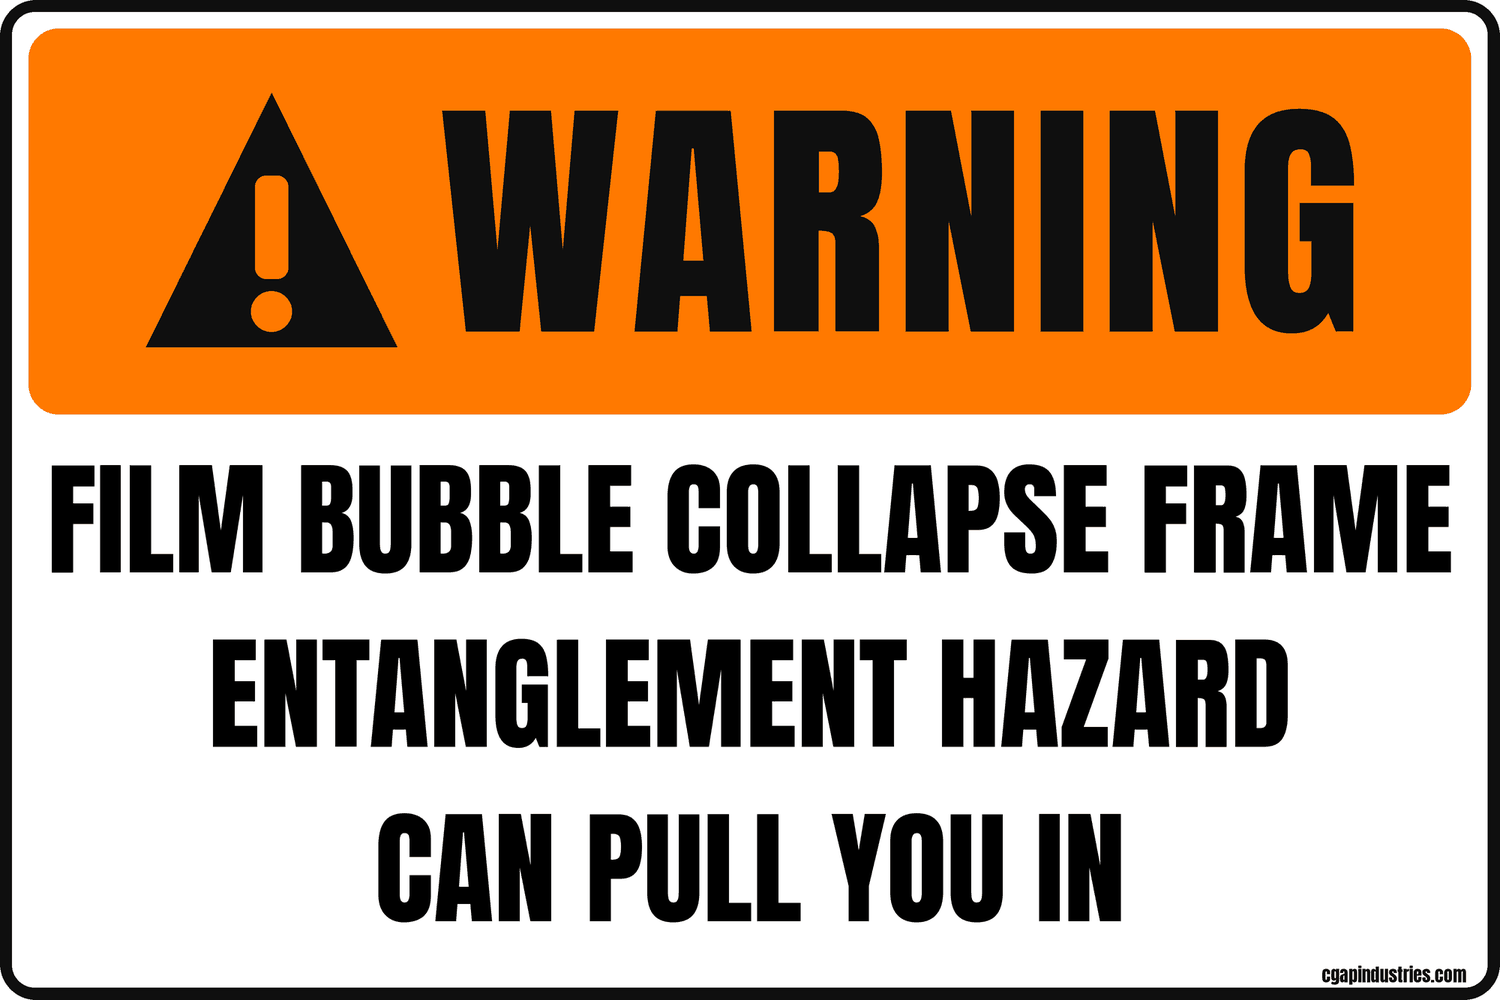 WARNING
FILM BUBBLE COLLAPSE FRAME
ENTANGLEMENT HAZARD
CAN PULL YOU IN
cgapindustries.com